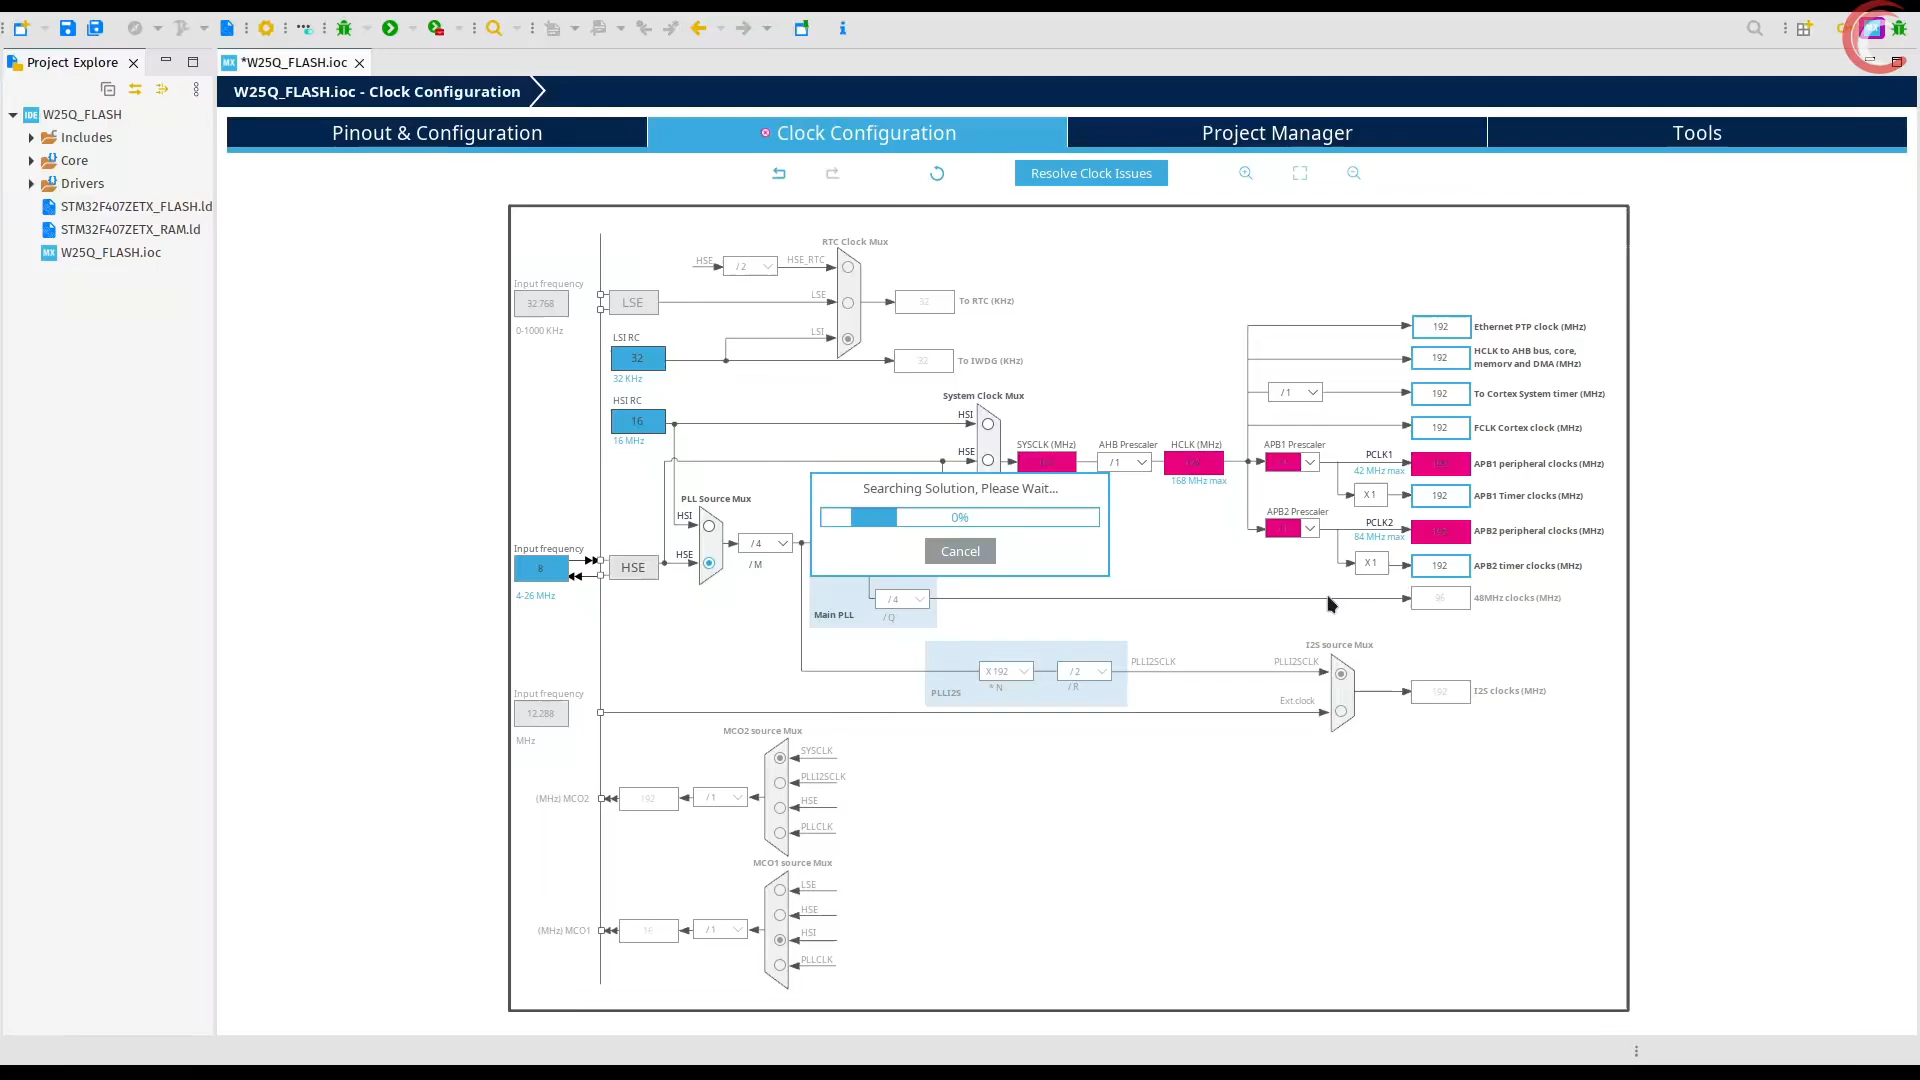 Project Explore
*W25Q_FLASH.ioc
W25Q_FLASH.ioc - Clock Configuration
IDE W25Q_FLASH
Includes
Core
Drivers
STM32F407ZETX_FLASH.ld
STM32F407ZETX_RAM.ld
MX W25Q_FLASH.ioc
Pinout & Configuration
Clock Configuration
Project Manager
Tools
Resolve Clock Issues
RTC Clock Mux
HSE
/ 2
HSE_RTC
Input frequency
32.768
LSE
LSE
32
To RTC (KHz)
0-1000 KHz
LSI RC
LSI
32
32
To IWDG (KHz)
32 KHz
HSI RC
System Clock Mux
16
HSI
16 MHz
HSE
SYSCLK (MHz)
AHB Prescaler
HCLK (MHz)
/ 1
168 MHz max
192
Ethernet PTP clock (MHz)
192
HCLK to AHB bus, core,
memory and DMA (MHz)
/ 1
192
To Cortex System timer (MHz)
192
FCLK Cortex clock (MHz)
APB1 Prescaler
PCLK1
42 MHz max
APB1 peripheral clocks (MHz)
X 1
192
APB1 Timer clocks (MHz)
APB2 Prescaler
PCLK2
84 MHz max
APB2 peripheral clocks (MHz)
X 1
192
APB2 timer clocks (MHz)
PLL Source Mux
HSI
HSE
/ 4
/ M
Searching Solution, Please Wait...
0%
Cancel
Input frequency
8
HSE
4-26 MHz
/ 4
Main PLL
/ Q
96
48MHz clocks (MHz)
I2S source Mux
X 192
/ 2
PLLI2SCLK
PLLI2SCLK
PLLI2S
* N
/ R
192
I2S clocks (MHz)
Ext.clock
Input frequency
12.288
MHz
MCO2 source Mux
SYSCLK
PLLI2SCLK
HSE
PLLCLK
(MHz) MCO2
192
/ 1
MCO1 source Mux
LSE
HSE
HSI
PLLCLK
(MHz) MCO1
16
/ 1